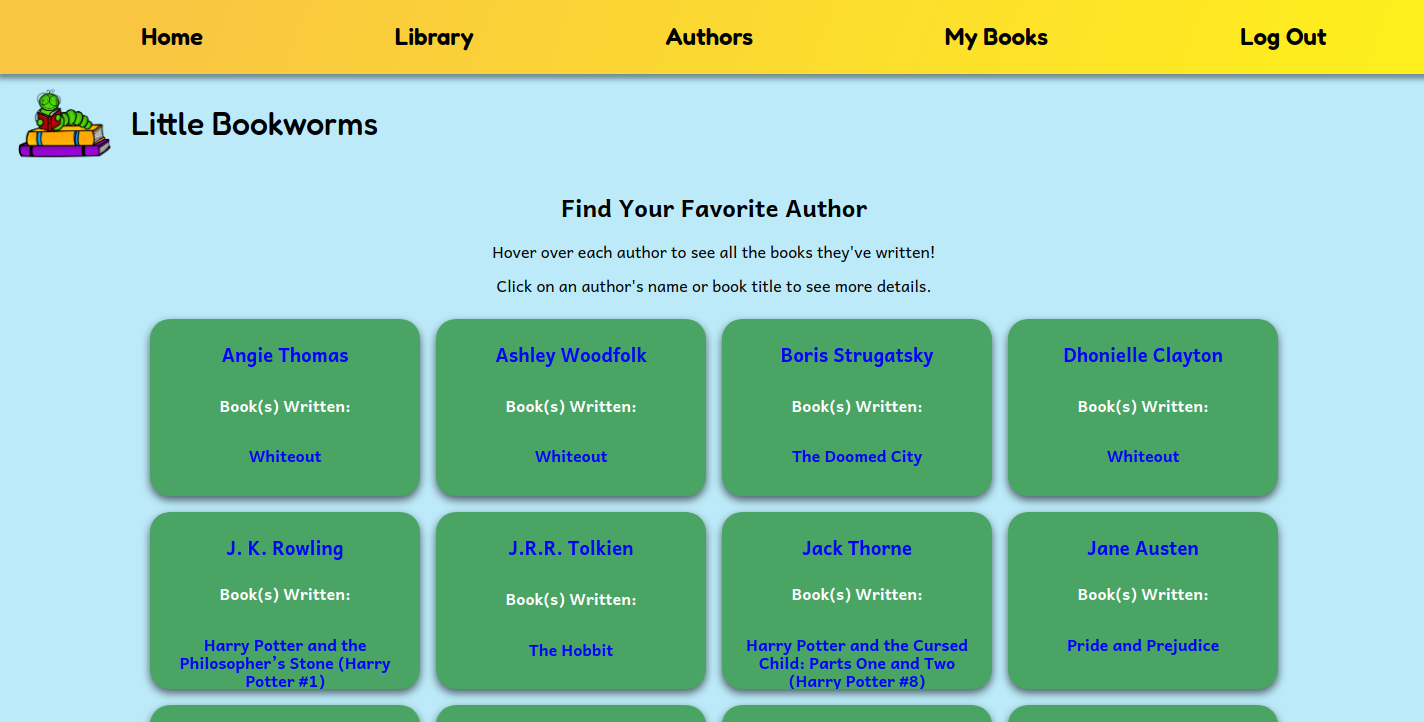 Home Library Authors My Books Log Out
Little Bookworms
Find Your Favorite Author
Hover over each author to see all the books they've written!
Click on an author's name or book title to see more details.
Angie Thomas
Book(s) Written:
Whiteout
Ashley Woodfolk
Book(s) Written:
Whiteout
Boris Strugatsky
Book(s) Written:
The Doomed City
Dhonielle Clayton
Book(s) Written:
Whiteout
J. K. Rowling
Book(s) Written:
Harry Potter and the
Philosopher's Stone (Harry
Potter #1)
J.R.R. Tolkien
Book(s) Written:
The Hobbit
Jack Thorne
Book(s) Written:
Harry Potter and the Cursed
Child: Parts One and Two
(Harry Potter #8)
Jane Austen
Book(s) Written:
Pride and Prejudice